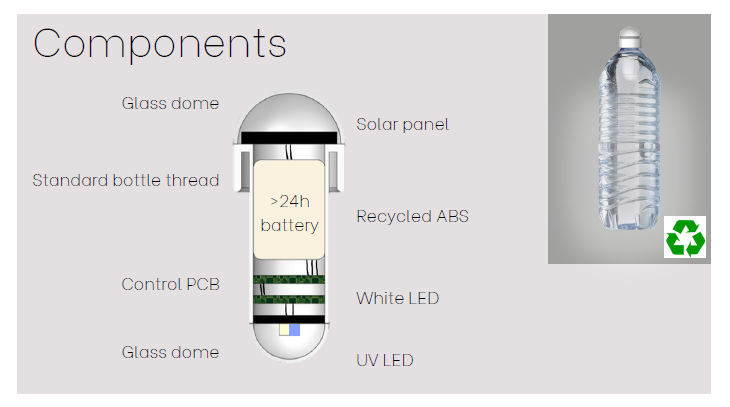 Components
Glass dome
Solar panel
Standard bottle thread
>24h
battery
Recycled ABS
Control PCB
White LED
Glass dome
UV LED